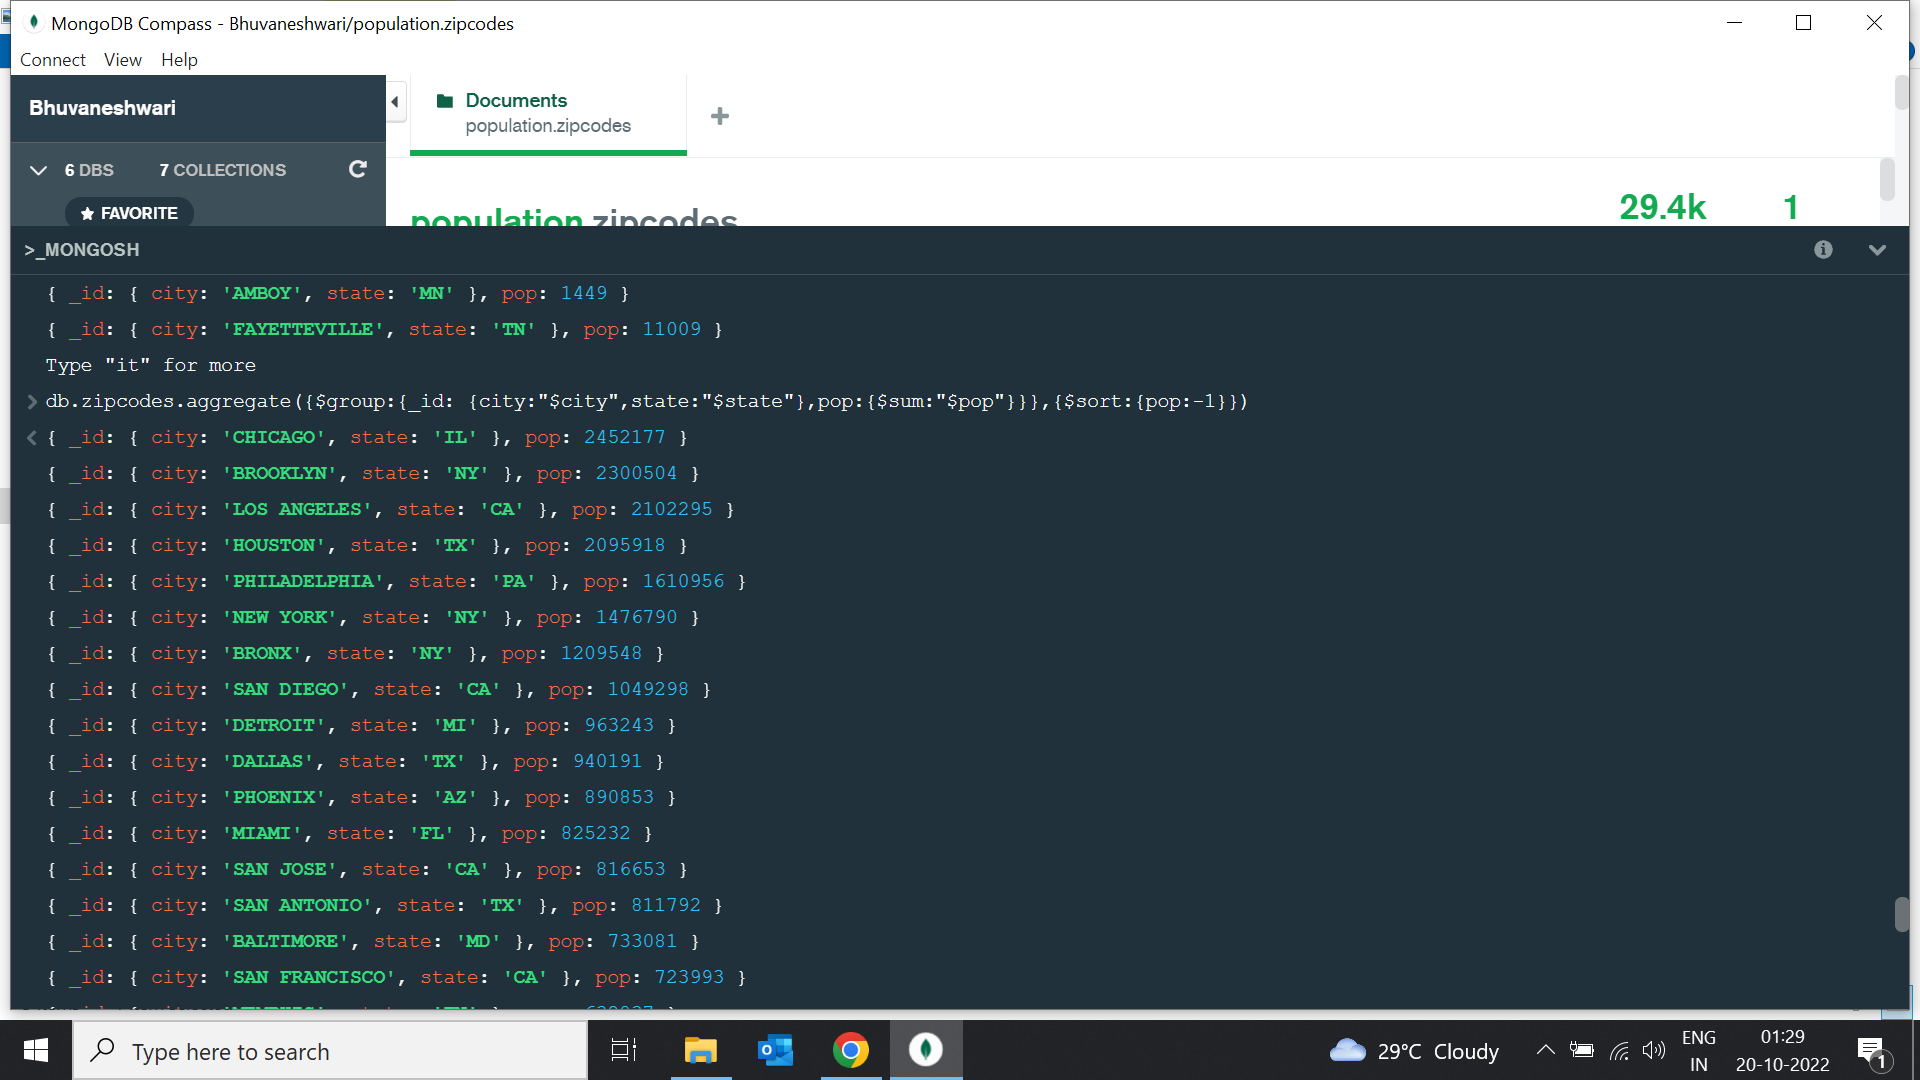 MongoDB Compass - Bhuvaneshwari/population.zipcodes
Connect View Help
Bhuvaneshwari
Documents
population.zipcodes
6 DBS 7 COLLECTIONS
FAVORITE
population.zipcodes
29.4k 1
>_MONGOSH
{ _id: { city: 'AMBOY', state: 'MN' }, pop: 1449 }
{ _id: { city: 'FAYETTEVILLE', state: 'TN' }, pop: 11009 }
Type "it" for more
db.zipcodes.aggregate({$group:{_id: {city:"$city",state:"$state"},pop:{$sum:"$pop"}}},{$sort:{pop:-1}})
{ _id: { city: 'CHICAGO', state: 'IL' }, pop: 2452177 }
{ _id: { city: 'BROOKLYN', state: 'NY' }, pop: 2300504 }
{ _id: { city: 'LOS ANGELES', state: 'CA' }, pop: 2102295 }
{ _id: { city: 'HOUSTON', state: 'TX' }, pop: 2095918 }
{ _id: { city: 'PHILADELPHIA', state: 'PA' }, pop: 1610956 }
{ _id: { city: 'NEW YORK', state: 'NY' }, pop: 1476790 }
{ _id: { city: 'BRONX', state: 'NY' }, pop: 1209548 }
{ _id: { city: 'SAN DIEGO', state: 'CA' }, pop: 1049298 }
{ _id: { city: 'DETROIT', state: 'MI' }, pop: 963243 }
{ _id: { city: 'DALLAS', state: 'TX' }, pop: 940191 }
{ _id: { city: 'PHOENIX', state: 'AZ' }, pop: 890853 }
{ _id: { city: 'MIAMI', state: 'FL' }, pop: 825232 }
{ _id: { city: 'SAN JOSE', state: 'CA' }, pop: 816653 }
{ _id: { city: 'SAN ANTONIO', state: 'TX' }, pop: 811792 }
{ _id: { city: 'BALTIMORE', state: 'MD' }, pop: 733081 }
{ _id: { city: 'SAN FRANCISCO', state: 'CA' }, pop: 723993 }
Type here to search
29°C Cloudy
ENG
IN
01:29
20-10-2022
1